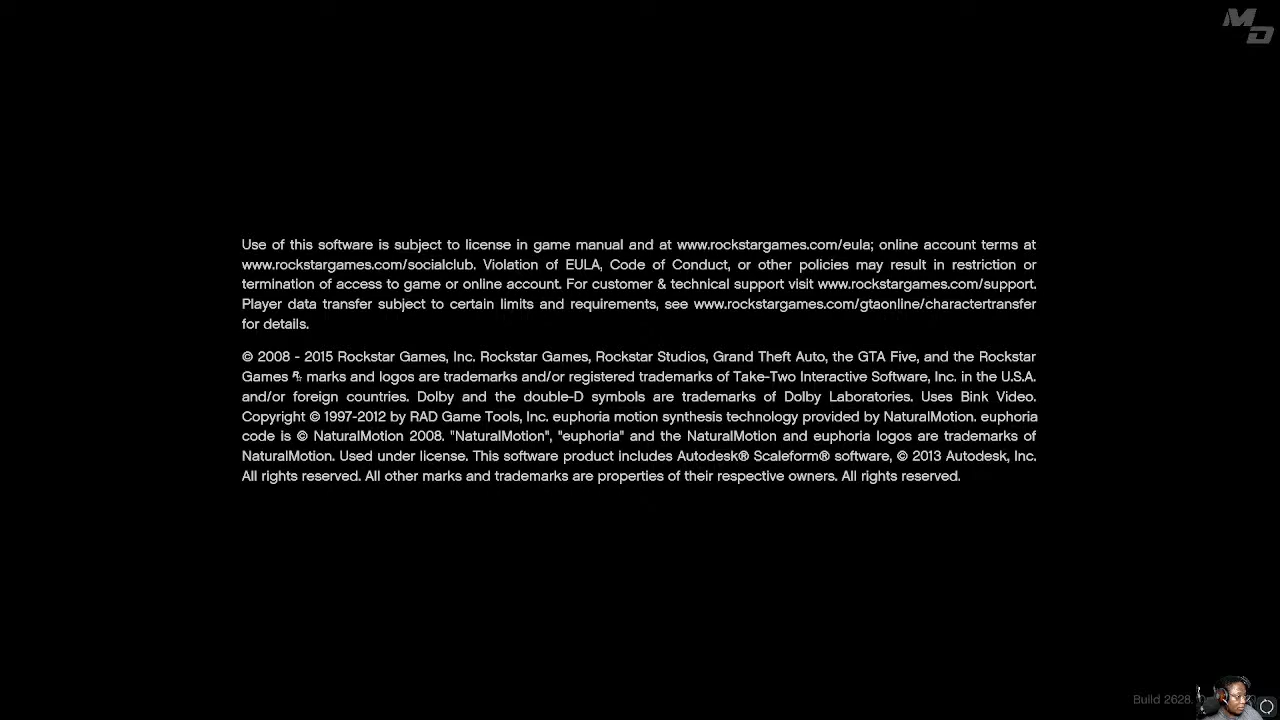 MD
Use of this software is subject to license in game manual and at www.rockstargames.com/eula; online account terms at
www.rockstargames.com/socialclub. Violation of EULA, Code of Conduct, or other policies may result in restriction or
termination of access to game or online account. For customer & technical support visit www.rockstargames.com/support.
Player data transfer subject to certain limits and requirements, see www.rockstargames.com/gtaonline/charactertransfer
for details.
© 2008 - 2015 Rockstar Games, Inc. Rockstar Games, Rockstar Studios, Grand Theft Auto, the GTA Five, and the Rockstar
Games R* marks and logos are trademarks and/or registered trademarks of Take-Two Interactive Software, Inc. in the U.S.A.
and/or foreign countries. Dolby and the double-D symbols are trademarks of Dolby Laboratories. Uses Bink Video.
Copyright © 1997-2012 by RAD Game Tools, Inc. euphoria motion synthesis technology provided by NaturalMotion. euphoria
code is © NaturalMotion 2008. "NaturalMotion", "euphoria" and the NaturalMotion and euphoria logos are trademarks of
NaturalMotion. Used under license. This software product includes Autodesk® Scaleform® software, © 2013 Autodesk, Inc.
All rights reserved. All other marks and trademarks are properties of their respective owners. All rights reserved.
Build 2628.